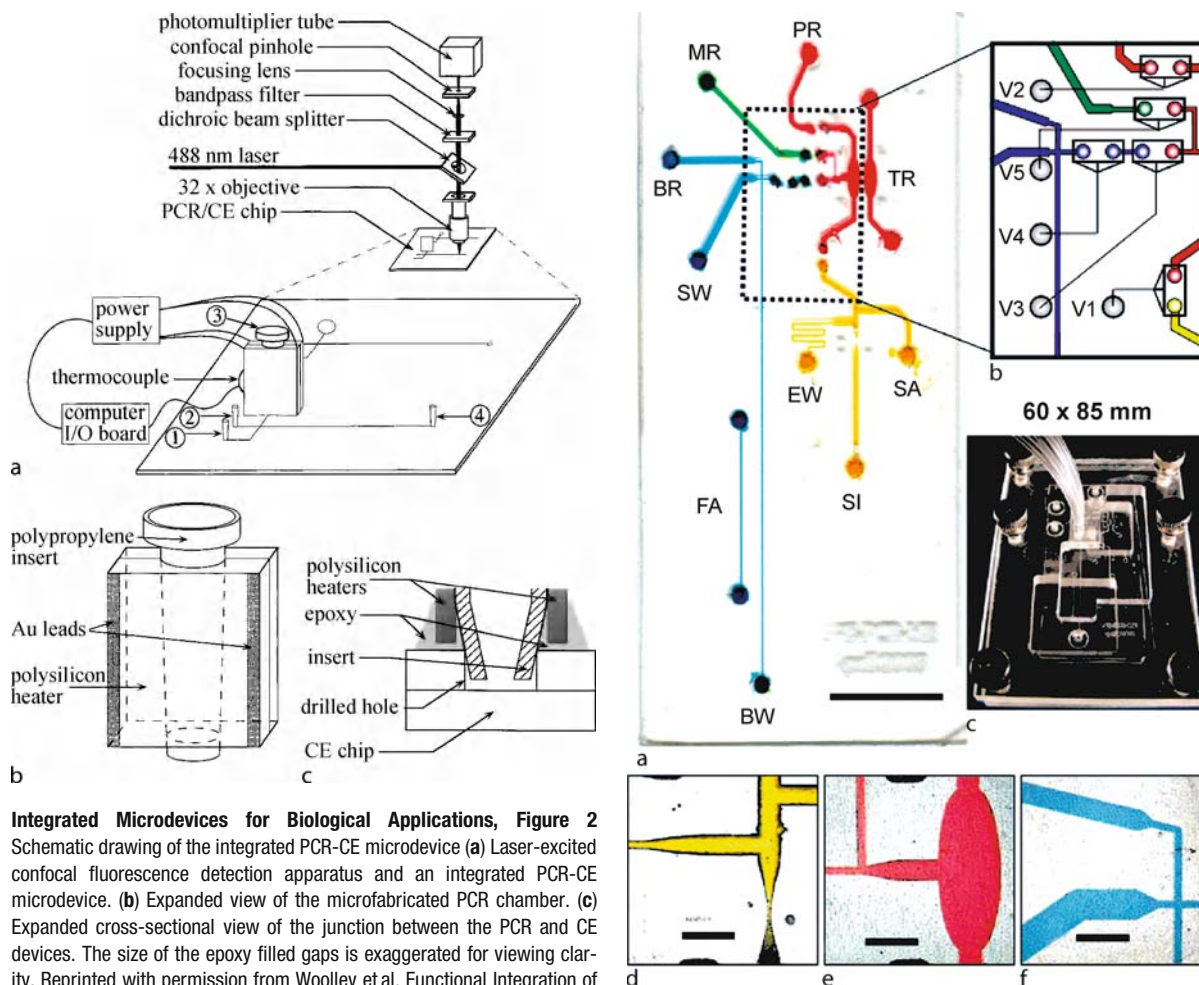 photomultiplier tube
confocal pinhole
focusing lens
bandpass filter
dichroic beam splitter
488 nm laser
32 x objective
PCR/CE chip
power
supply
③
thermocouple
computer
I/O board
②
①
④
a
polypropylene
insert
Au leads
polysilicon
heater
b
polysilicon
heaters
epoxy
insert
drilled hole
CE chip
c
Integrated Microdevices for Biological Applications, Figure 2
Schematic drawing of the integrated PCR-CE microdevice (a) Laser-excited
confocal fluorescence detection apparatus and an integrated PCR-CE
microdevice. (b) Expanded view of the microfabricated PCR chamber. (c)
Expanded cross-sectional view of the junction between the PCR and CE
devices. The size of the epoxy filled gaps is exaggerated for viewing clar-
ity. Reprinted with permission from Woolley et al. Functional Integration of
PR
MR
BR
TR
SW
EW
SA
SI
FA
BW
a
V2
V5
V4
V3
V1
b
60 x 85 mm
c
d
e
f